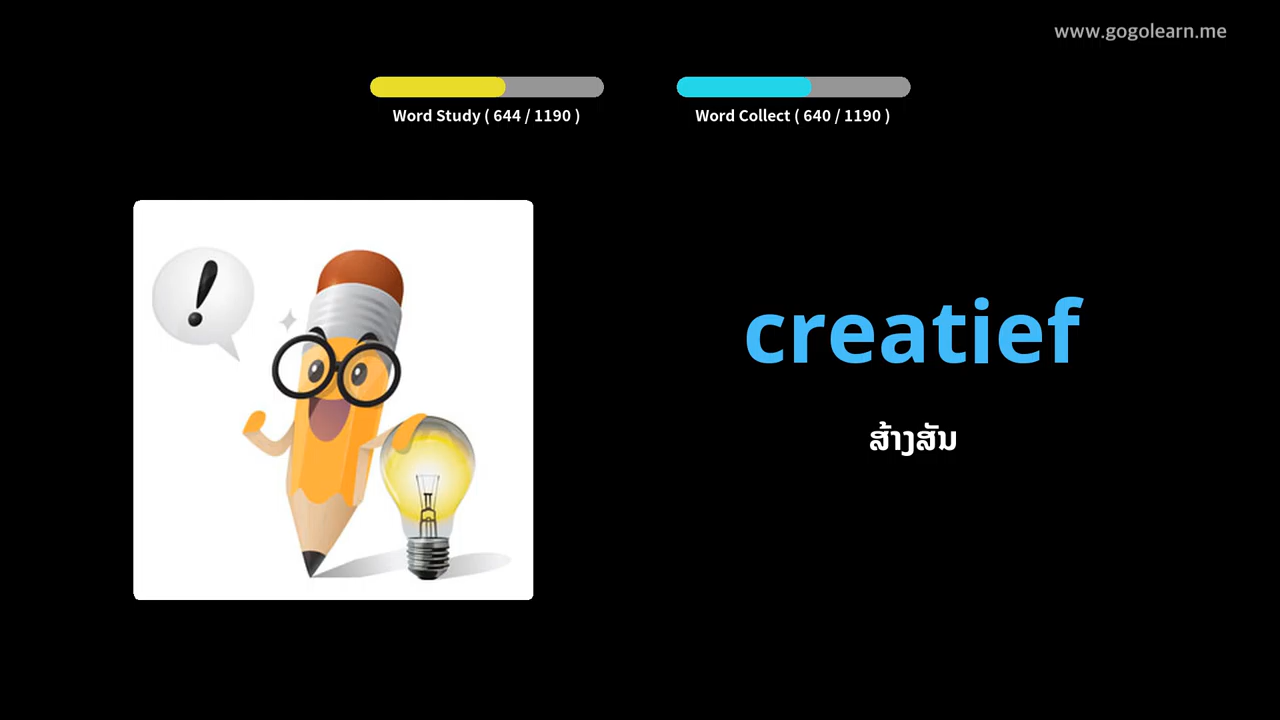 www.gogolearn.me
Word Study ( 644 / 1190 )
Word Collect ( 640 / 1190 )
!
creatief
ສ້າງສັນ